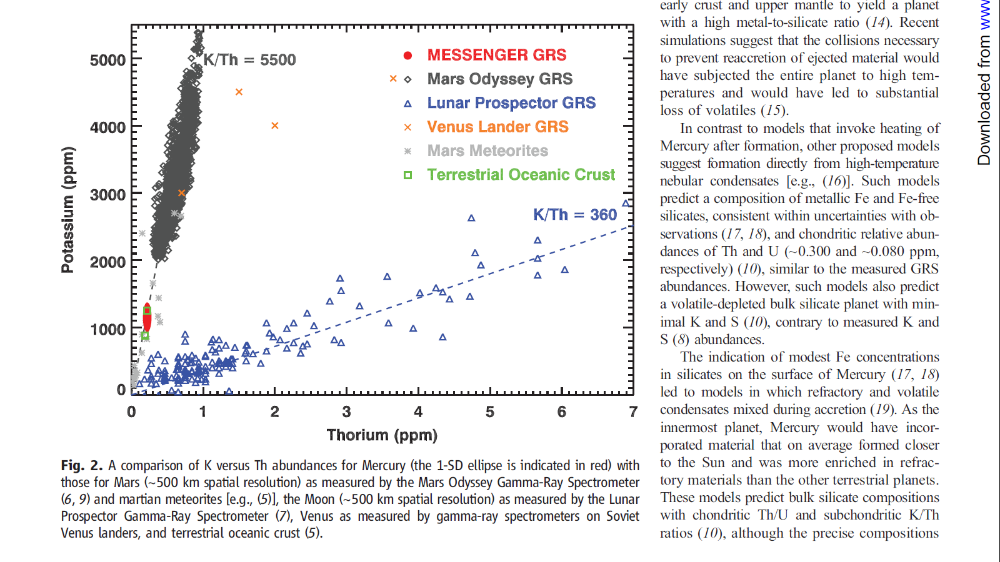 5000
4000
3000
2000
1000
0
Potassium (ppm)
0 1 2 3 4 5 6 7
Thorium (ppm)
K/Th = 5500
MESSENGER GRS
Mars Odyssey GRS
Lunar Prospector GRS
Venus Lander GRS
Mars Meteorites
Terrestrial Oceanic Crust
K/Th = 360
Fig. 2. A comparison of K versus Th abundances for Mercury (the 1-SD ellipse is indicated in red) with
those for Mars (~500 km spatial resolution) as measured by the Mars Odyssey Gamma-Ray Spectrometer
(6, 9) and martian meteorites [e.g., (5)], the Moon (~500 km spatial resolution) as measured by the Lunar
Prospector Gamma-Ray Spectrometer (7), Venus as measured by gamma-ray spectrometers on Soviet
Venus landers, and terrestrial oceanic crust (5).
early crust and upper mantle to yield a planet
with a high metal-to-silicate ratio (14). Recent
simulations suggest that the collisions necessary
to prevent reaccretion of ejected material would
have subjected the entire planet to high tem-
peratures and would have led to substantial
loss of volatiles (15).
In contrast to models that invoke heating of
Mercury after formation, other proposed models
suggest formation directly from high-temperature
nebular condensates [e.g., (16)]. Such models
predict a composition of metallic Fe and Fe-free
silicates, consistent within uncertainties with ob-
servations (17, 18), and chondritic relative abun-
dances of Th and U (~0.300 and ~0.080 ppm,
respectively) (10), similar to the measured GRS
abundances. However, such models also predict
a volatile-depleted bulk silicate planet with min-
imal K and S (10), contrary to measured K and
S (8) abundances.
The indication of modest Fe concentrations
in silicates on the surface of Mercury (17, 18)
led to models in which refractory and volatile
condensates mixed during accretion (19). As the
innermost planet, Mercury would have incor-
porated material that on average formed closer
to the Sun and was more enriched in refrac-
tory materials than the other terrestrial planets.
These models predict bulk silicate compositions
with chondritic Th/U and subchondritic K/Th
ratios (10), although the precise compositions
Downloaded from www